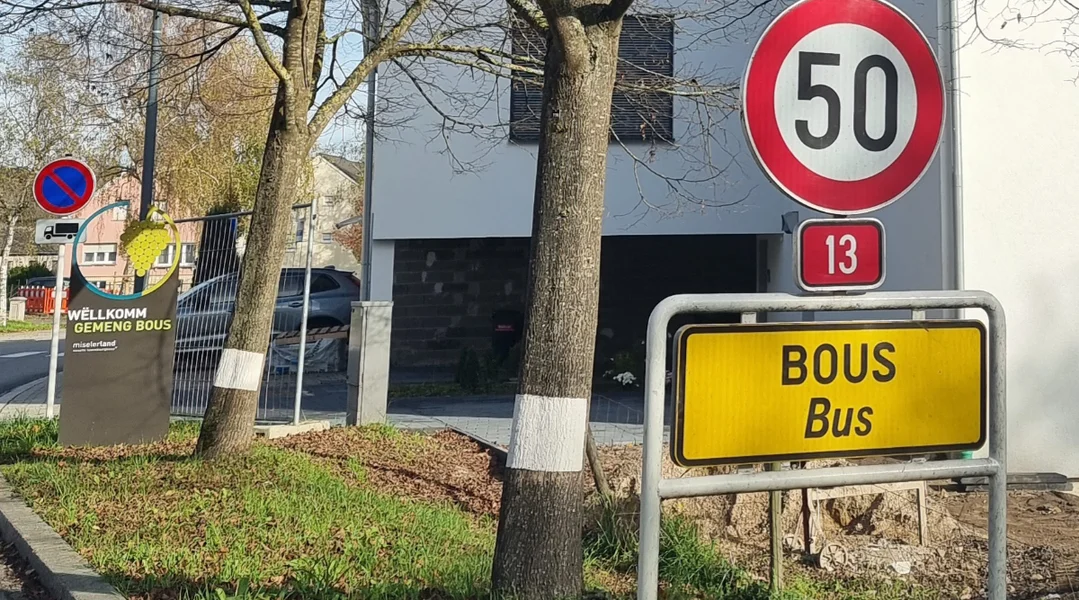 50
13
BOUS
Bus
WËLLKOMM
GEMENG BOUS
miselerland